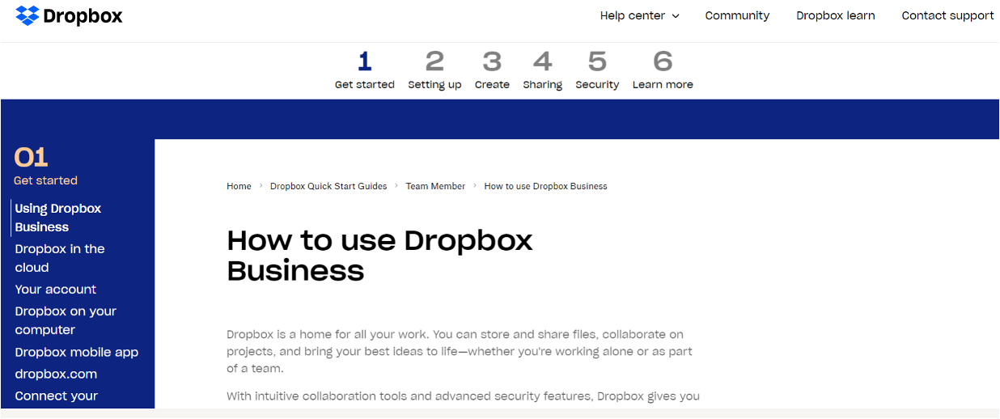 Dropbox
Help center Community Dropbox learn Contact support
1 2 3 4 5 6
Get started Setting up Create Sharing Security Learn more
01
Get started
Using Dropbox
Business
Dropbox in the
cloud
Your account
Dropbox on your
computer
Dropbox mobile app
dropbox.com
Connect your
Home › Dropbox Quick Start Guides › Team Member › How to use Dropbox Business
How to use Dropbox
Business
Dropbox is a home for all your work. You can store and share files, collaborate on
projects, and bring your best ideas to life—whether you're working alone or as part
of a team.
With intuitive collaboration tools and advanced security features, Dropbox gives you